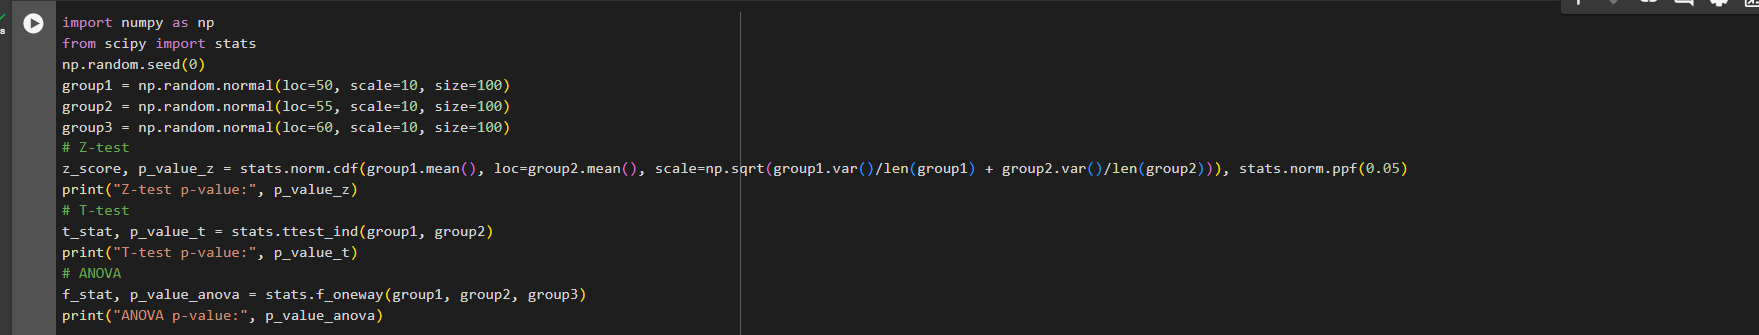 import numpy as np
from scipy import stats
np.random.seed(0)
group1 = np.random.normal(loc=50, scale=10, size=100)
group2 = np.random.normal(loc=55, scale=10, size=100)
group3 = np.random.normal(loc=60, scale=10, size=100)
# Z-test
z_score, p_value_z = stats.norm.cdf(group1.mean(), loc=group2.mean(), scale=np.sqrt(group1.var()/len(group1) + group2.var()/len(group2))), stats.norm.ppf(0.05)
print("Z-test p-value:", p_value_z)
# T-test
t_stat, p_value_t = stats.ttest_ind(group1, group2)
print("T-test p-value:", p_value_t)
# ANOVA
f_stat, p_value_anova = stats.f_oneway(group1, group2, group3)
print("ANOVA p-value:", p_value_anova)